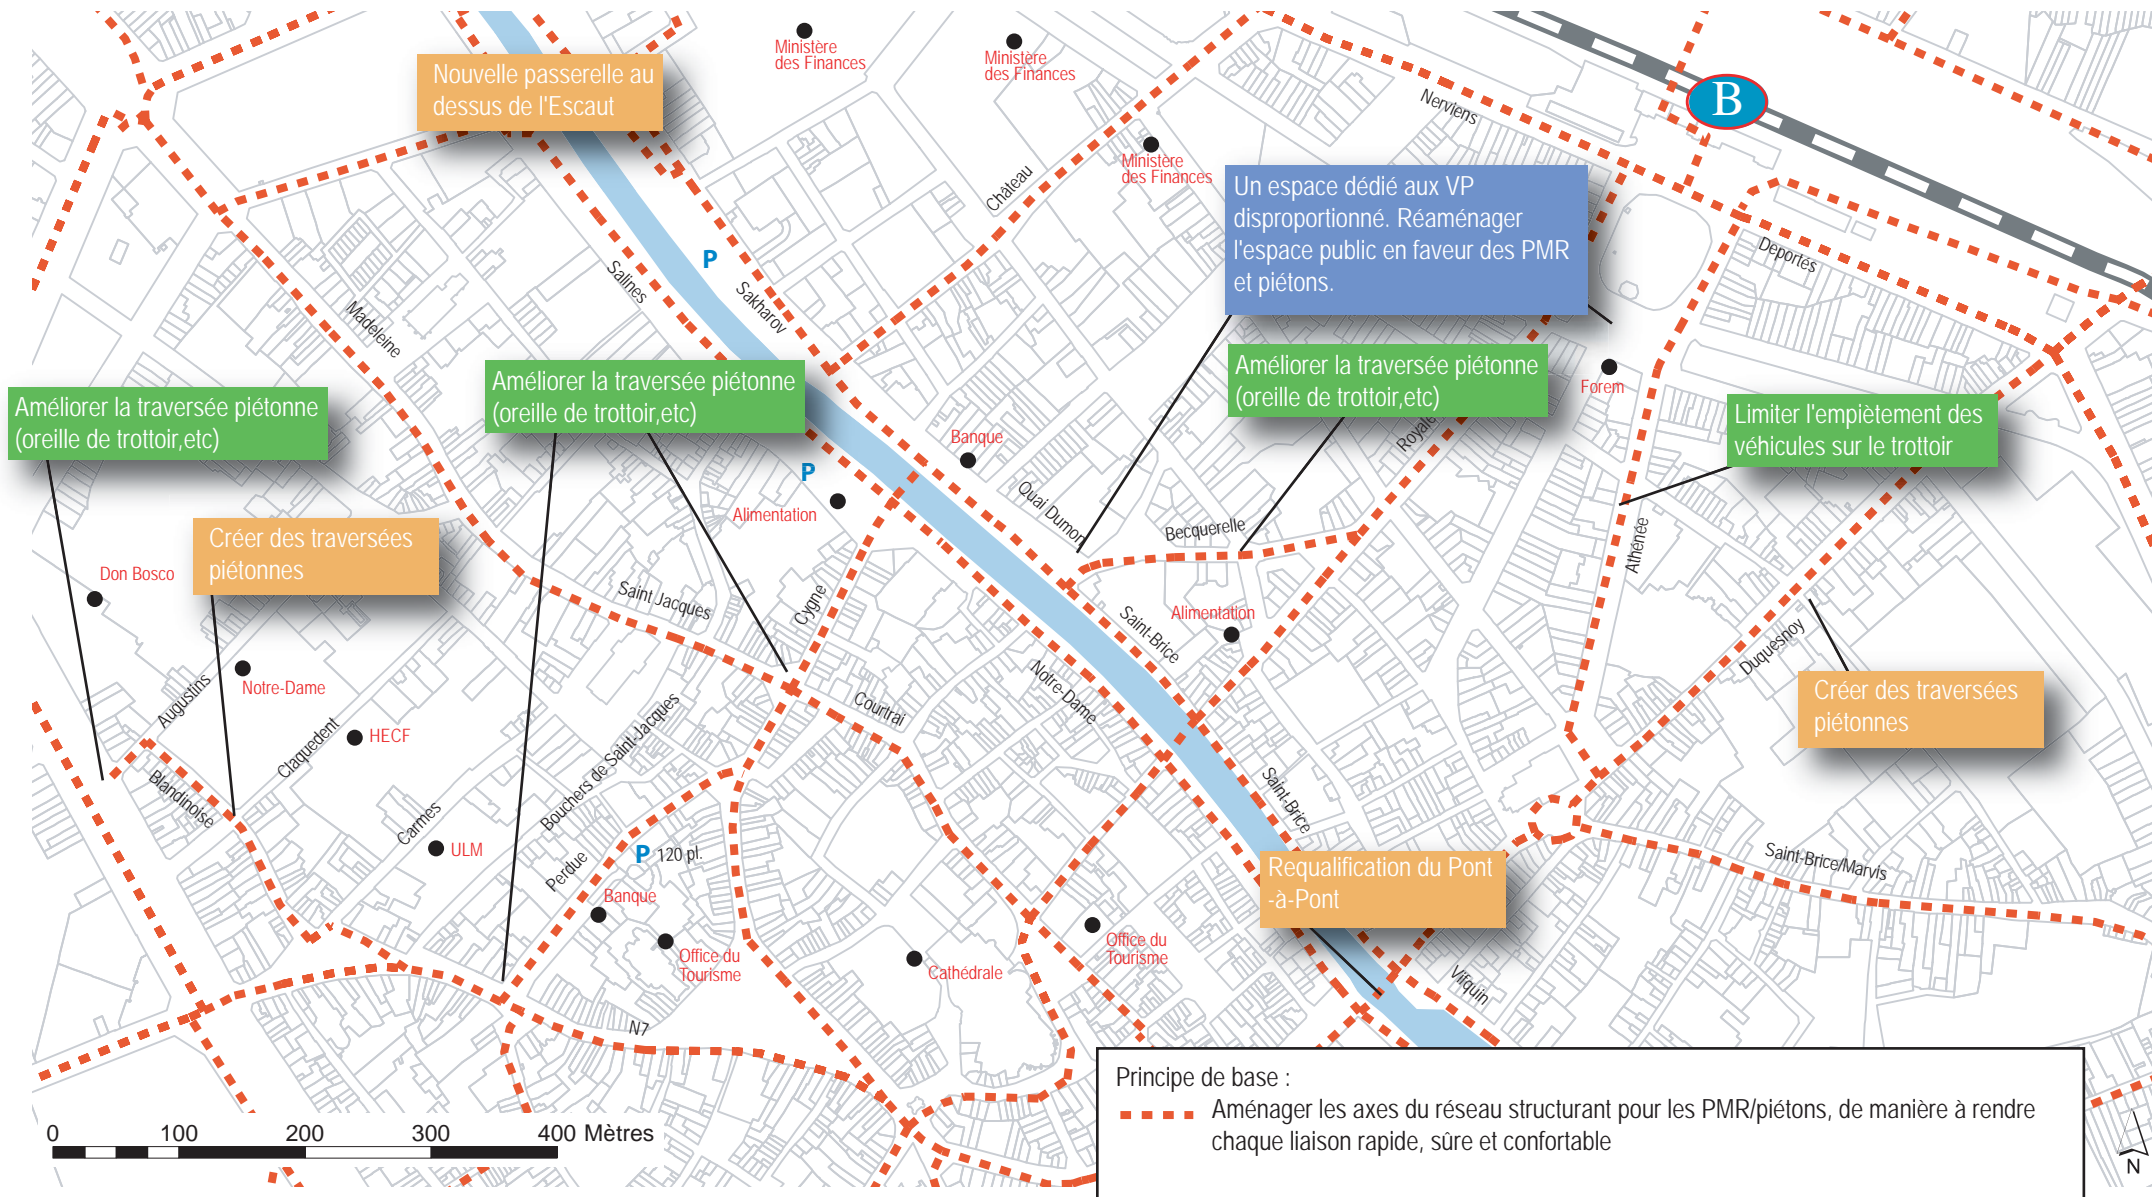 Ministère
des Finances
Ministère
des Finances
Nouvelle passerelle au
dessus de l'Escaut
B
Nerviens
Ministère
des Finances
Château
Un espace dédié aux VP
disproportionné. Réaménager
l'espace public en faveur des PMR
et piétons.
Deportés
P
Salines
Sakharov
Madeleine
Améliorer la traversée piétonne
(oreille de trottoir,etc)
Améliorer la traversée piétonne
(oreille de trottoir,etc)
Améliorer la traversée piétonne
(oreille de trottoir,etc)
Forem
Limiter l'empiètement des
véhicules sur le trottoir
Royale
Banque
P
Alimentation
Quai Dumon
Becquerelle
Athénée
Créer des traversées
piétonnes
Don Bosco
Saint Jacques
Cygne
Alimentation
Saint-Brice
Duquesnoy
Notre-Dame
Augustins
Notre-Dame
Créer des traversées
piétonnes
Courtrai
Claquedent
HECF
Bouchers de Saint-Jacques
Blandinoise
Saint-Brice
Carmes
ULM
P 120 pl.
Perdue
Saint-Brice/Marvis
Requalification du Pont
-à-Pont
Banque
Office du
Tourisme
Cathédrale
Office du
Tourisme
Vifquin
N7
Principe de base :
Aménager les axes du réseau structurant pour les PMR/piétons, de manière à rendre
chaque liaison rapide, sûre et confortable
0 100 200 300 400 Mètres
N